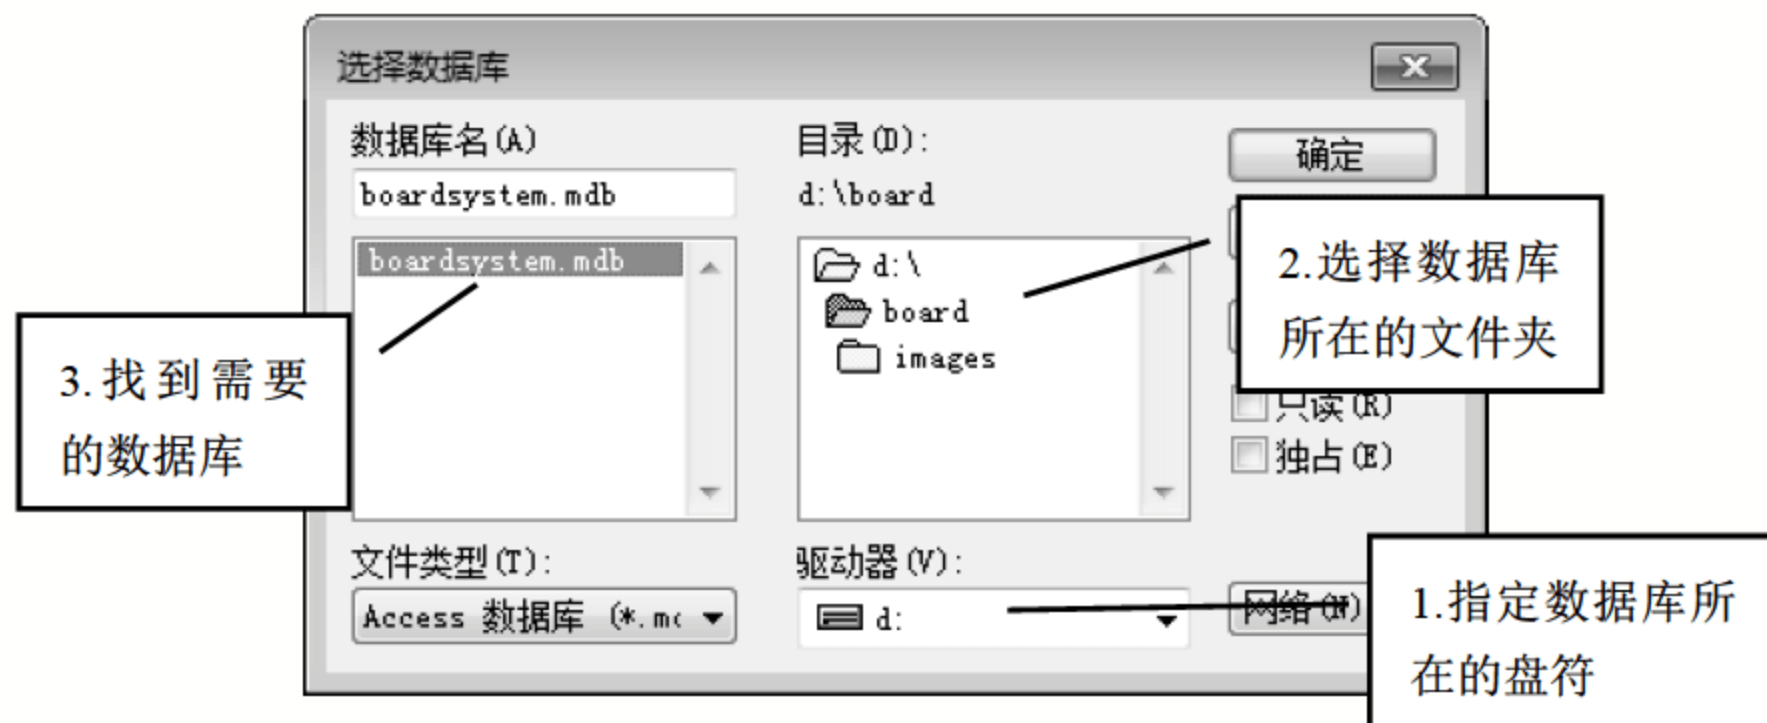 选择数据库
数据库名(A)
目录(D):
确定
boardsystem.mdb
d:\board
boardsystem.mdb
d:\
board
images
2.选择数据库
所在的文件夹
3.找到需要
的数据库
只读(R)
独占(E)
文件类型(T):
驱动器(V):
Access 数据库 (*.m
d:
网络(N)
1.指定数据库所
在的盘符